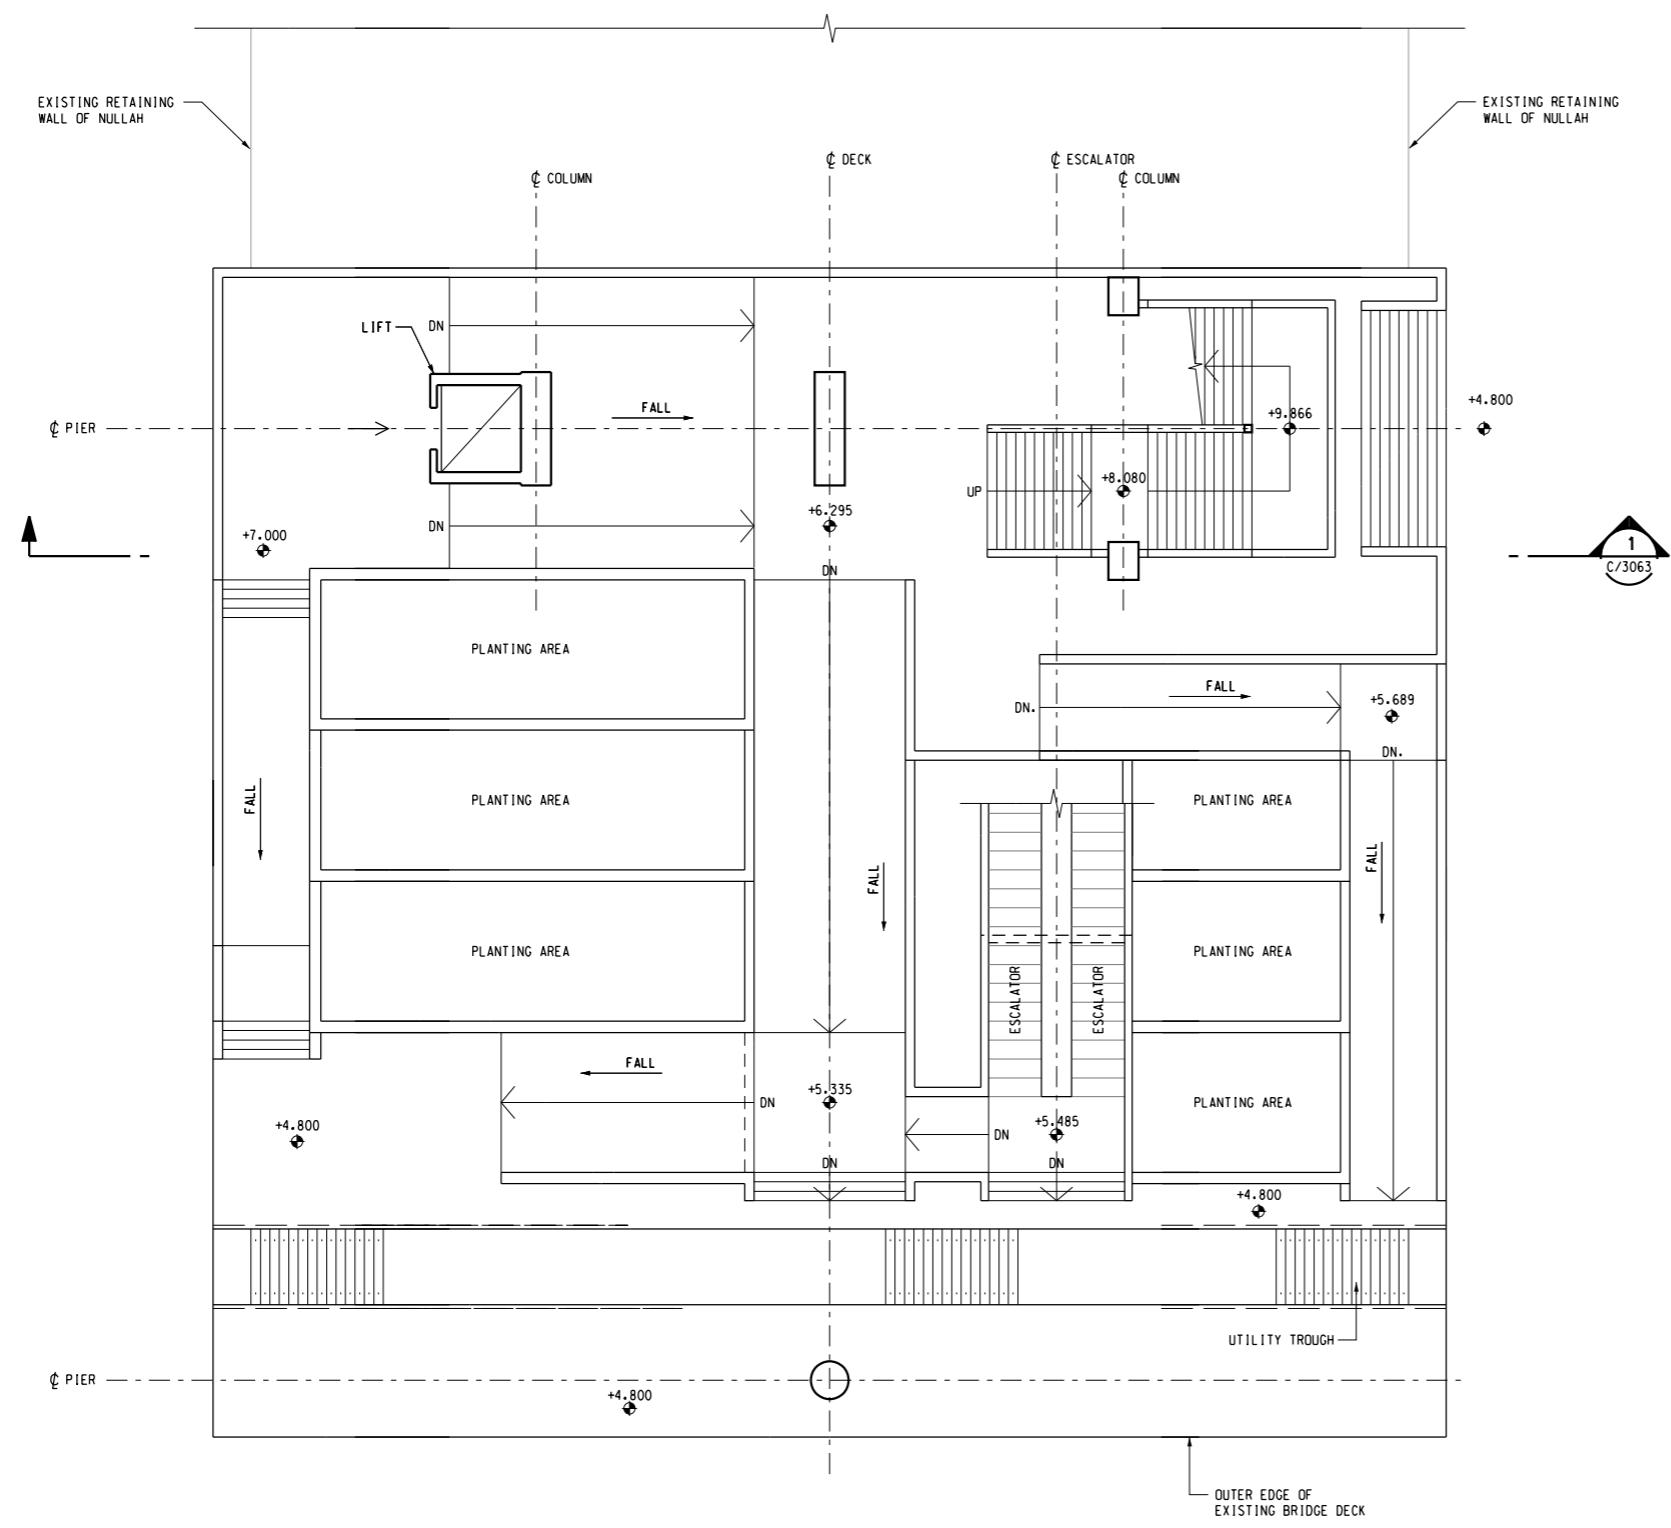 EXISTING RETAINING
WALL OF NULLAH
EXISTING RETAINING
WALL OF NULLAH
℄ DECK
℄ ESCALATOR
℄ COLUMN
℄ COLUMN
LIFT
DN
FALL
℄ PIER
+9.866
+4.800
+8.080
UP
+6.295
DN
+7.000
DN
1
C/3063
PLANTING AREA
FALL
+5.689
DN.
DN.
PLANTING AREA
PLANTING AREA
FALL
FALL
FALL
PLANTING AREA
PLANTING AREA
ESCALATOR
ESCALATOR
FALL
+5.335
DN
PLANTING AREA
+4.800
+5.485
DN
DN
DN
+4.800
UTILITY TROUGH
℄ PIER
+4.800
OUTER EDGE OF
EXISTING BRIDGE DECK